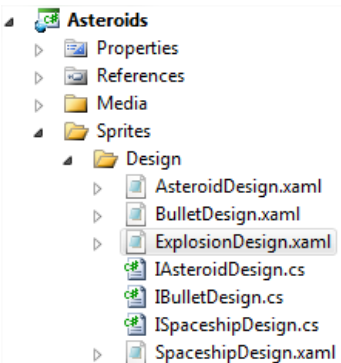 Asteroids
Properties
References
Media
Sprites
Design
AsteroidDesign.xaml
BulletDesign.xaml
ExplosionDesign.xaml
IAsteroidDesign.cs
IBulletDesign.cs
ISpaceshipDesign.cs
SpaceshipDesign.xaml